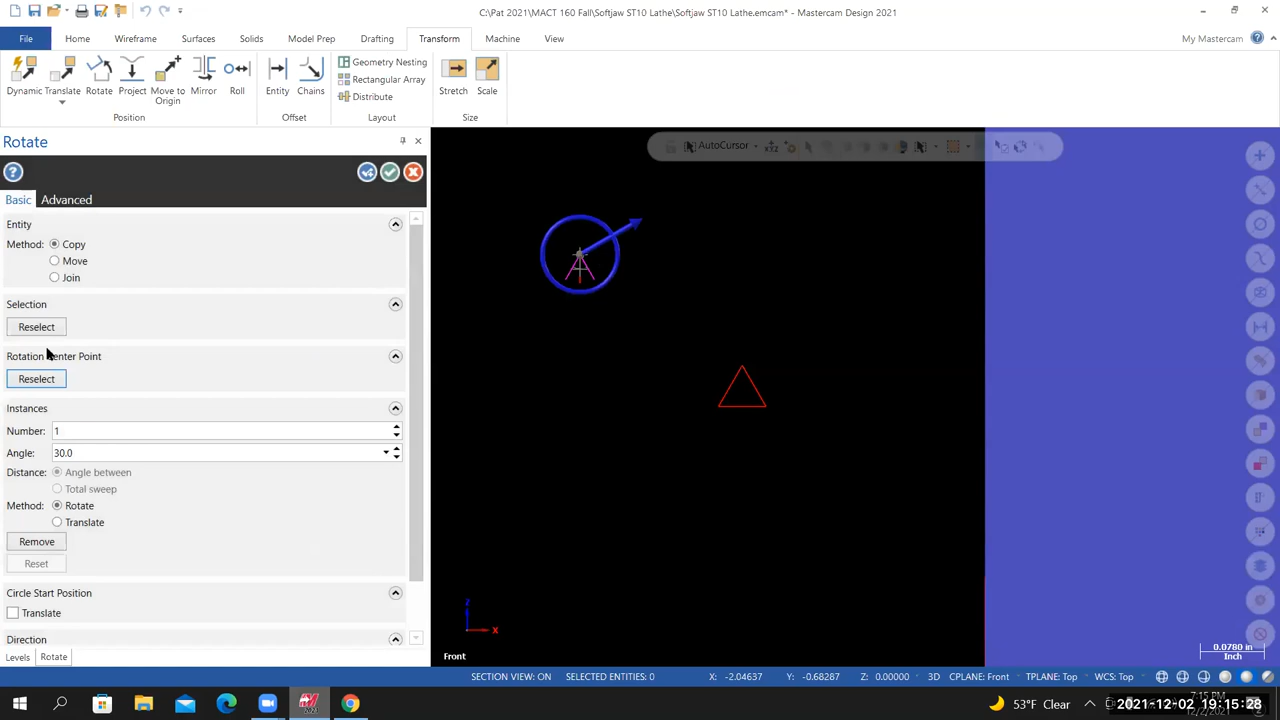 C:\Pat 2021\MACT 160 Fall\Softjaw ST10 Lathe\Softjaw ST10 Lathe.emcam* - Mastercam Design 2021
File Home Wireframe Surfaces Solids Model Prep Drafting Transform Machine View My Mastercam
Dynamic Translate Rotate Project Move to Origin Mirror Roll Entity Chains Geometry Nesting Stretch Scale
Rectangular Array
Distribute
Position Offset Layout Size
Rotate
AutoCursor
Basic Advanced
Entity
Method: Copy
Move
Join
Selection
Reselect
Rotation Center Point
Reselect
Instances
Number: 1
Angle: 30.0
Distance: Angle between
Total sweep
Method: Rotate
Translate
Remove
Reset
Circle Start Position
Translate
Direction
Z
X
Levels Rotate
Front
0.0780 in
Inch
SECTION VIEW: ON SELECTED ENTITIES: 0 X: -2.04637 Y: -0.68287 Z: 0.00000 3D CPLANE: Front TPLANE: Top WCS: Top
53°F Clear
7:15 PM
2021-12-02 19:15:28
12/2/2021